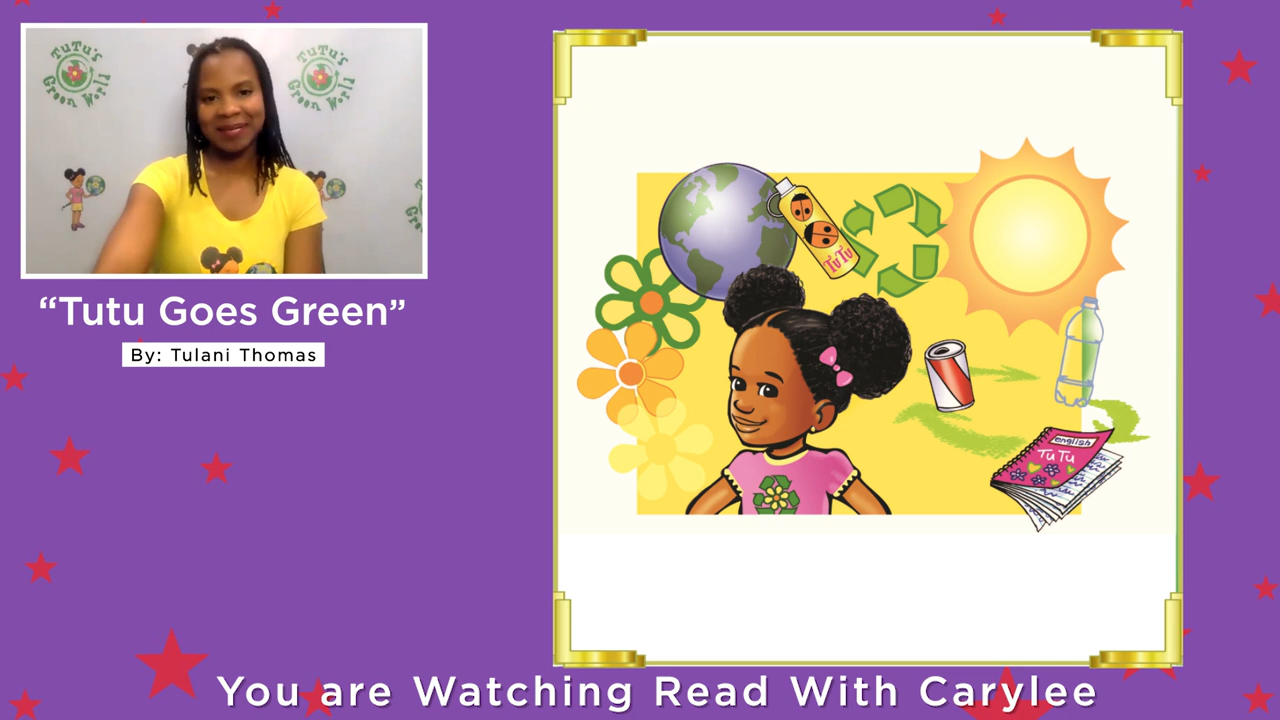 TuTu's
Green World
TuTu's
Green World
“Tutu Goes Green”
By: Tulani Thomas
TuTu
english
TuTu
You are Watching Read With Carylee